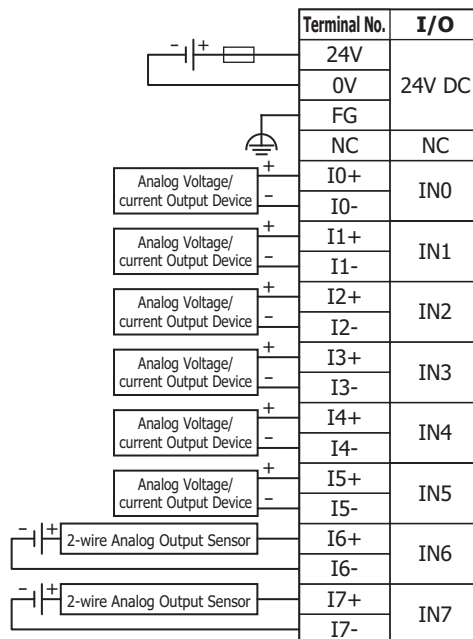 Terminal No. I/O
- + 24V
0V 24V DC
FG
NC NC
Analog Voltage/
current Output Device + I0+ IN0
- I0-
Analog Voltage/
current Output Device + I1+ IN1
- I1-
Analog Voltage/
current Output Device + I2+ IN2
- I2-
Analog Voltage/
current Output Device + I3+ IN3
- I3-
Analog Voltage/
current Output Device + I4+ IN4
- I4-
Analog Voltage/
current Output Device + I5+ IN5
- I5-
- + 2-wire Analog Output Sensor I6+ IN6
I6-
- + 2-wire Analog Output Sensor I7+ IN7
I7-